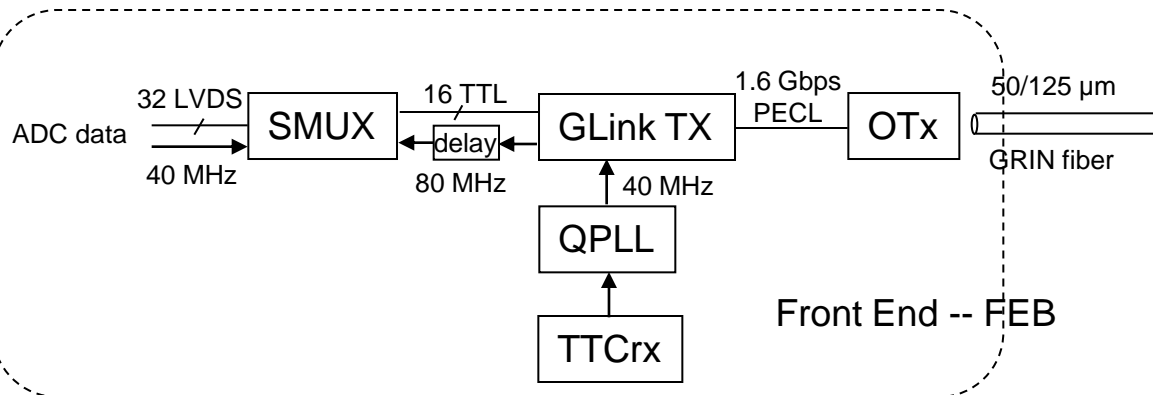 32 LVDS
ADC data
40 MHz
SMUX
16 TTL
delay
80 MHz
GLink TX
1.6 Gbps
PECL
OTx
50/125 µm
GRIN fiber
40 MHz
QPLL
TTCrx
Front End -- FEB